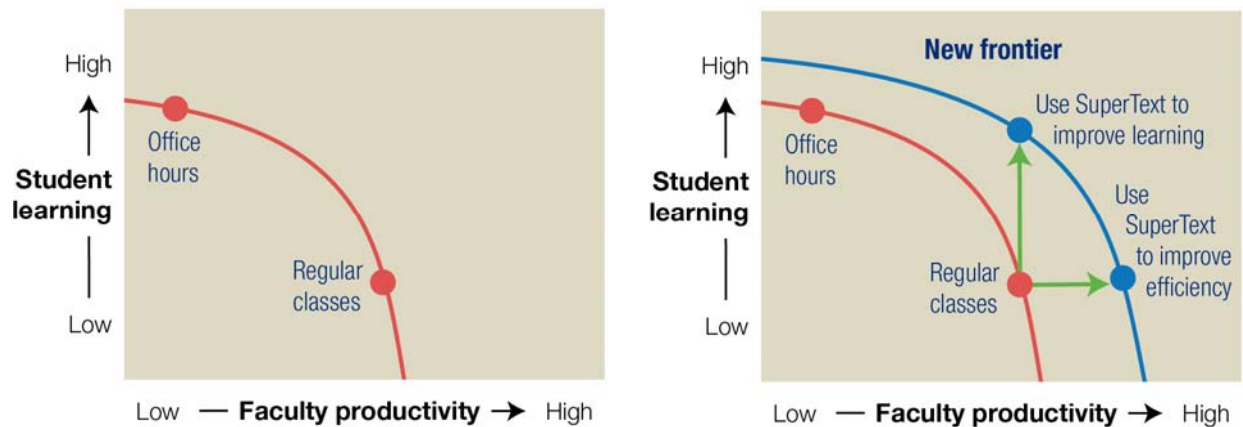 High
Student
learning
Low
Office
hours
Regular
classes
Low — Faculty productivity → High
New frontier
High
Student
learning
Low
Office
hours
Use SuperText to
improve learning
Use
SuperText
to improve
efficiency
Regular
classes
Low — Faculty productivity → High